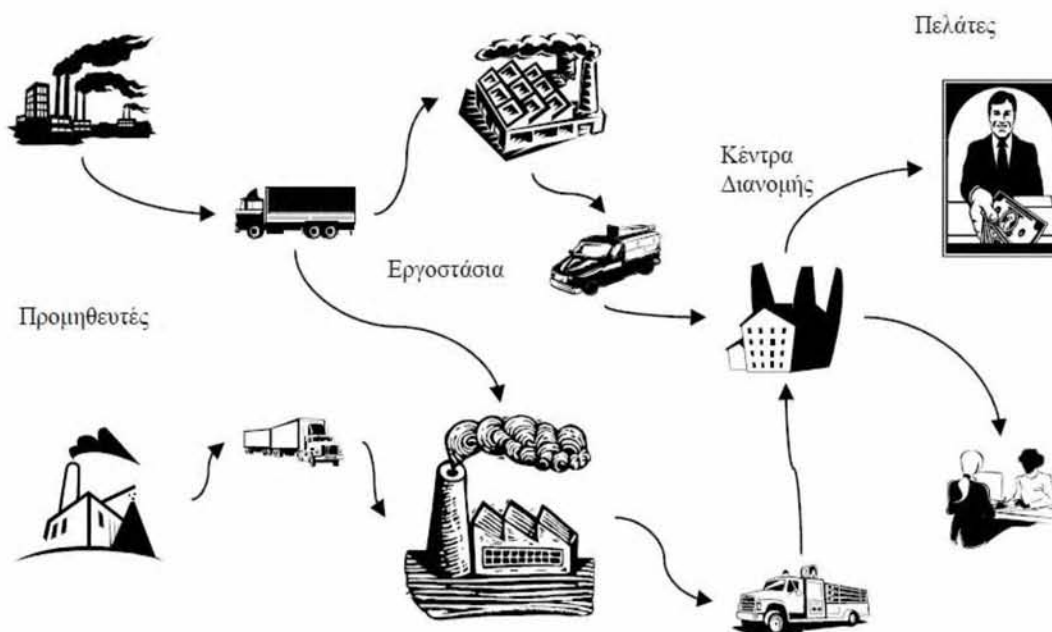 Πελάτες
Κέντρα
Διανομής
Εργοστάσια
Προμηθευτές